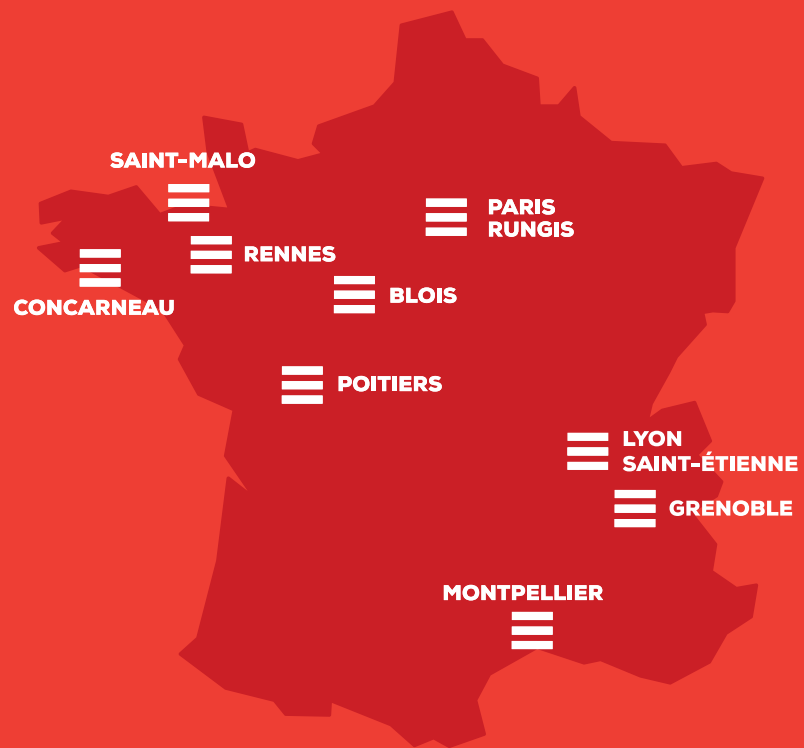 SAINT-MALO
PARIS
RUNGIS
RENNES
BLOIS
CONCARNEAU
POITIERS
LYON
SAINT-ÉTIENNE
GRENOBLE
MONTPELLIER